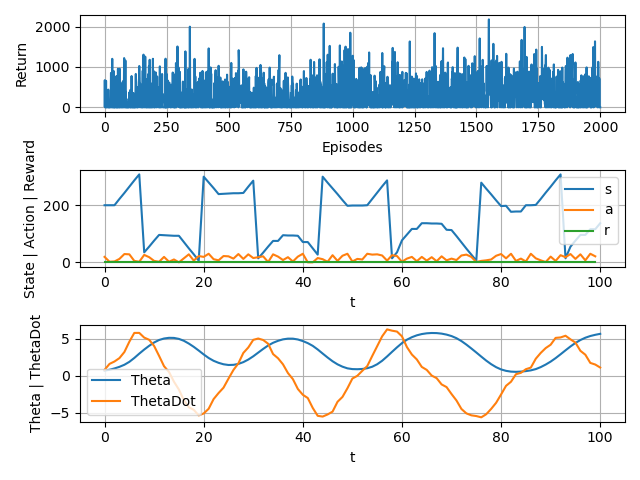 Return
2000
1000
0
0 250 500 750 1000 1250 1500 1750 2000
Episodes
State | Action | Reward
200
0
s
a
r
0 20 40 60 80 100
t
Theta | ThetaDot
5
0
−5
Theta
ThetaDot
0 20 40 60 80 100
t